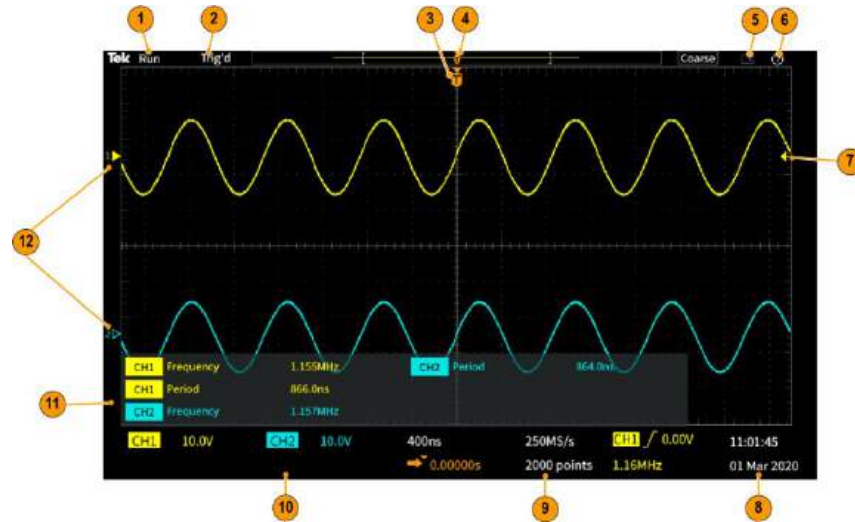 1 2 3 4 5 6
Tek Run Trig'd Coarse
T
1
7
12
2
CH1 Frequency 1.155MHz CH2 Period 864.0ns
CH1 Period 866.0ns
11
CH2 Frequency 1.157MHz
CH1 10.0V CH2 10.0V 400ns 250MS/s CH1 0.00V 11:01:45
0.00000s 2000 points 1.16MHz 01 Mar 2020
10 9 8